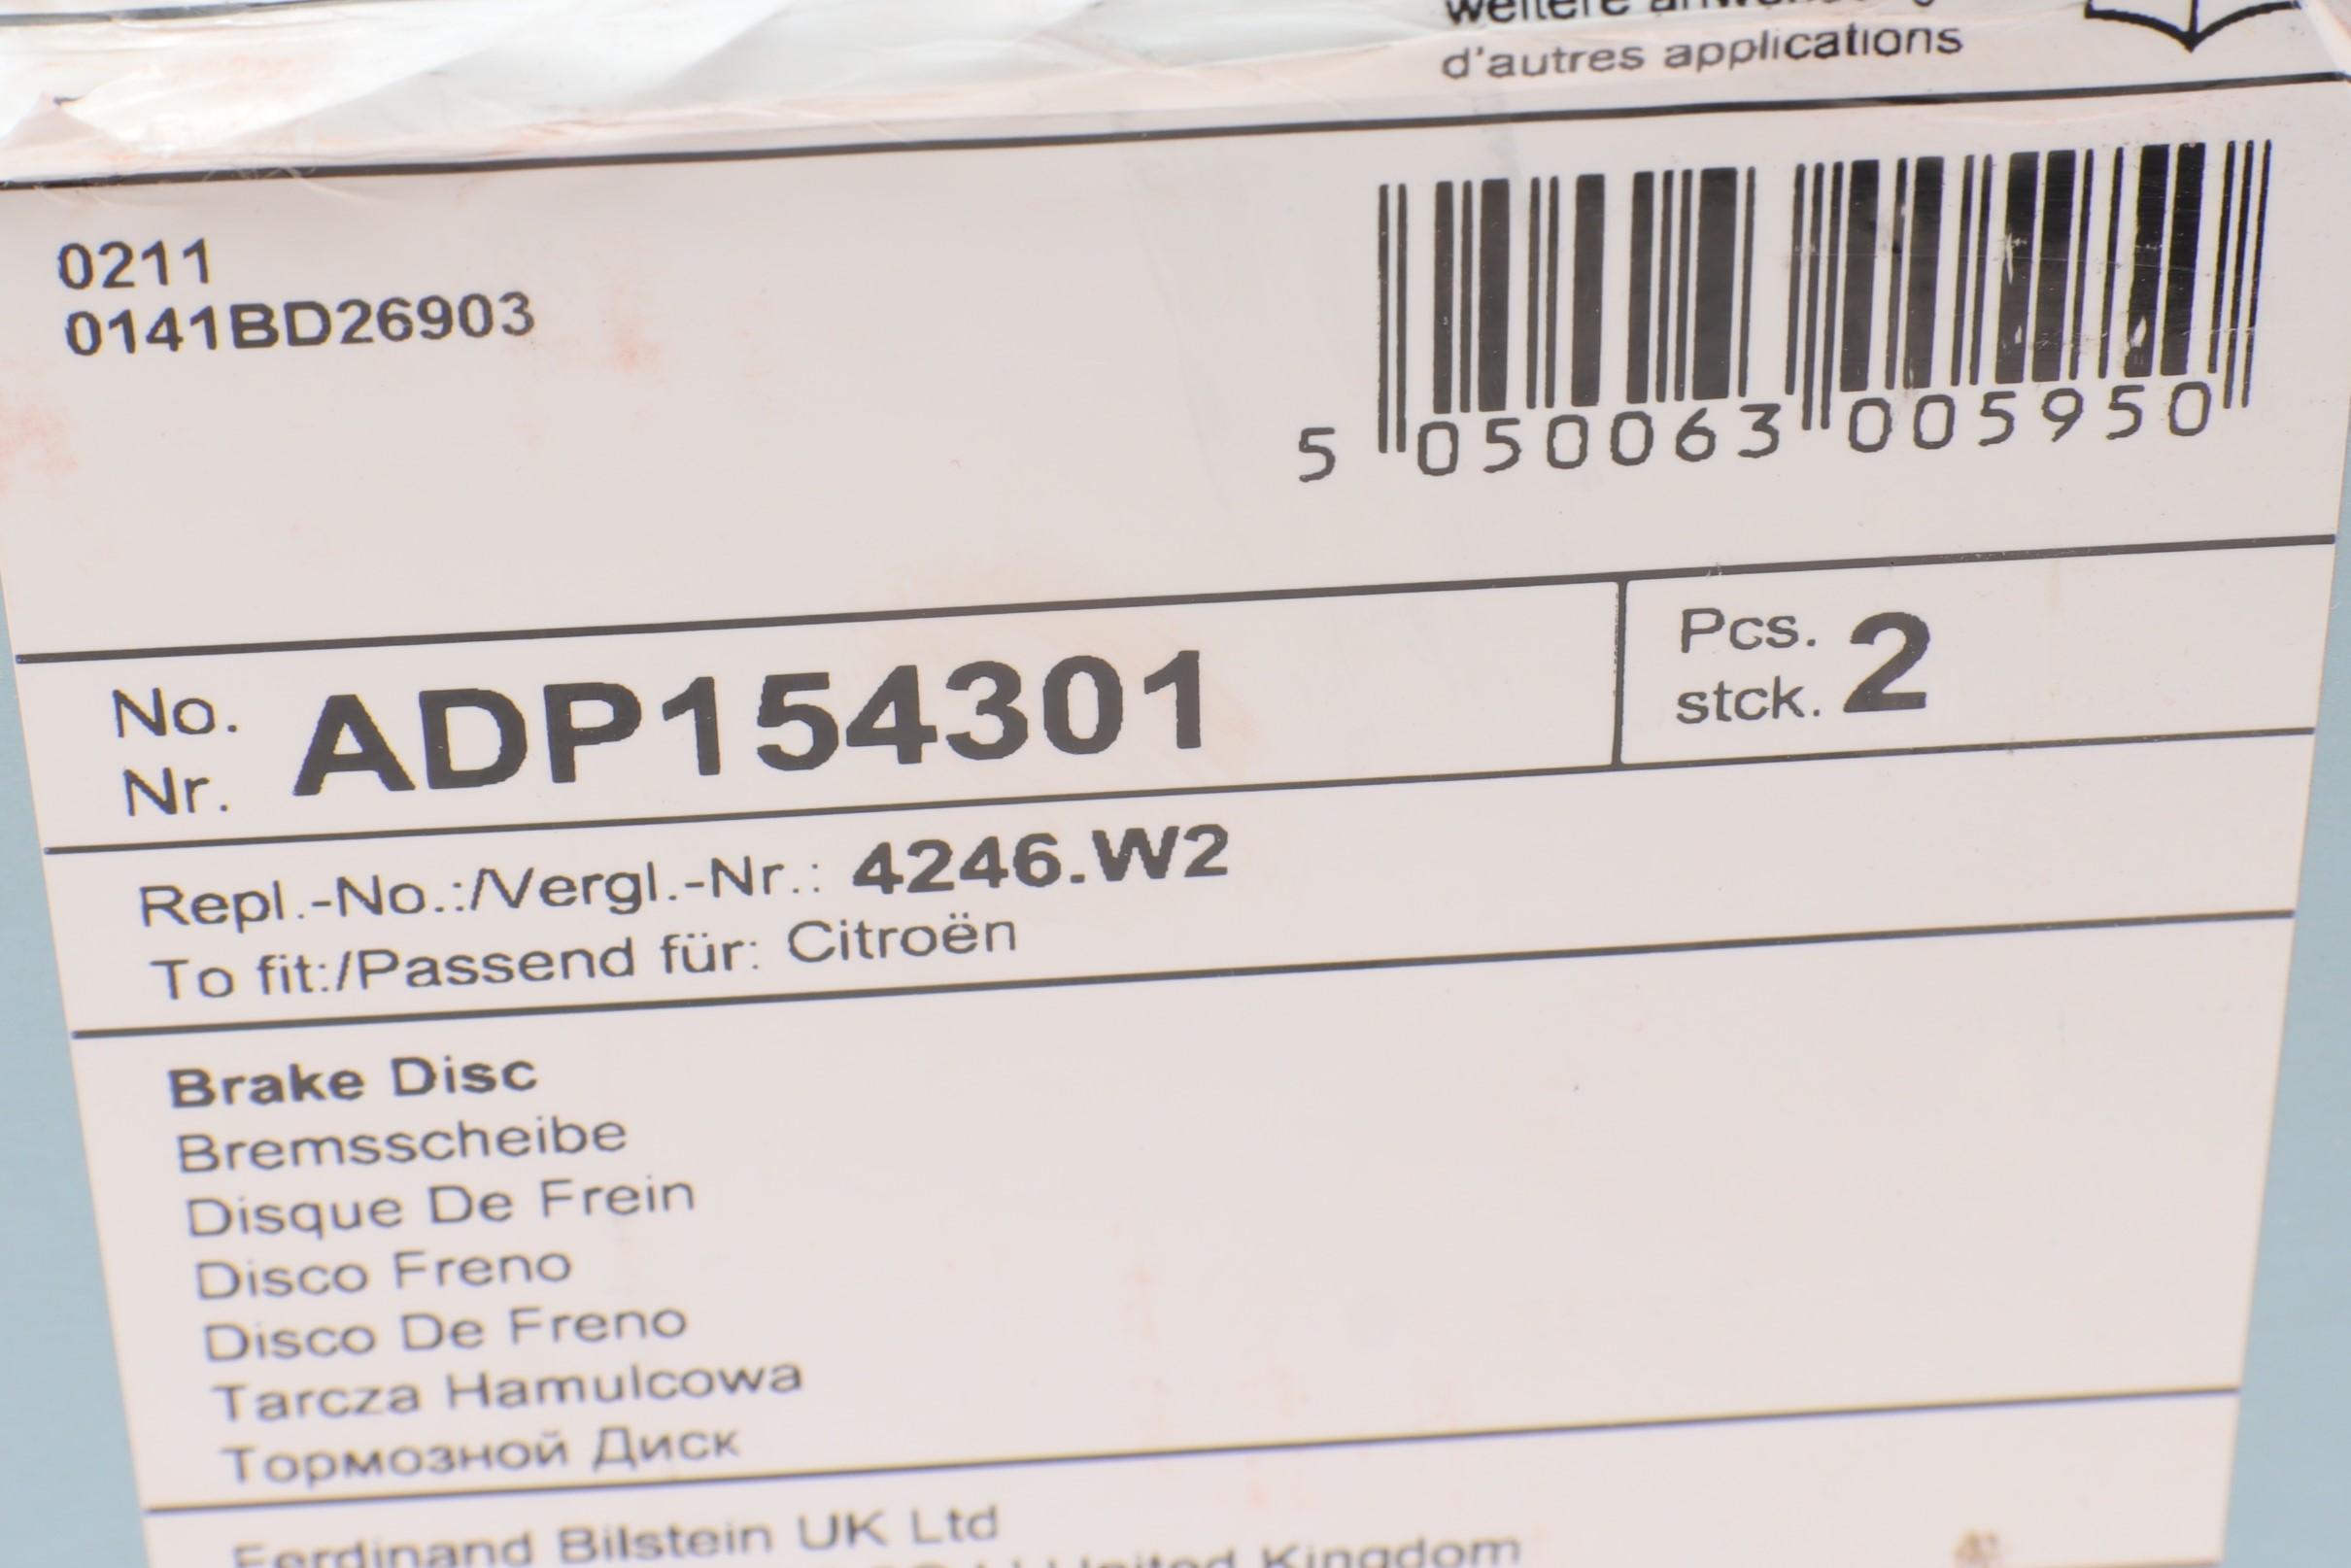 d'autres applications
0211
0141BD26903
5 050063 005950
No.
Nr.
ADP154301
Pcs.
stck.
2
Repl.-No.:/Vergl.-Nr.: 4246.W2
To fit:/Passend für: Citroën
Brake Disc
Bremsscheibe
Disque De Frein
Disco Freno
Disco De Freno
Tarcza Hamulcowa
Тормозной Диск
Ferdinand Bilstein UK Ltd
United Kingdom